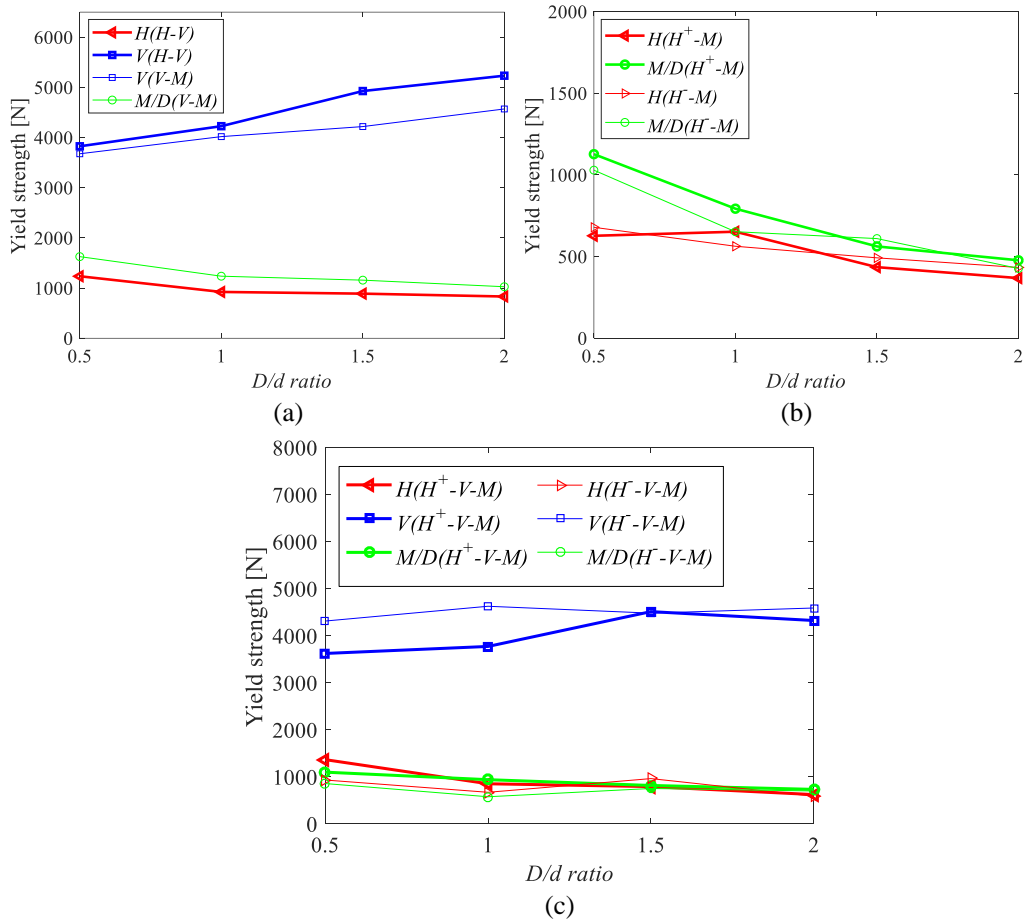 6000
5000
4000
3000
2000
1000
0
Yield strength [N]
H(H-V)
V(H-V)
V(V-M)
M/D(V-M)
0.5
1
1.5
2
D/d ratio
(a)
2000
1500
1000
500
0
Yield strength [N]
H(H⁺-M)
M/D(H⁺-M)
H(H⁻-M)
M/D(H⁻-M)
0.5
1
1.5
2
D/d ratio
(b)
8000
7000
6000
5000
4000
3000
2000
1000
0
Yield strength [N]
H(H⁺-V-M)
V(H⁺-V-M)
M/D(H⁺-V-M)
H(H⁻-V-M)
V(H⁻-V-M)
M/D(H⁻-V-M)
0.5
1
1.5
2
D/d ratio
(c)